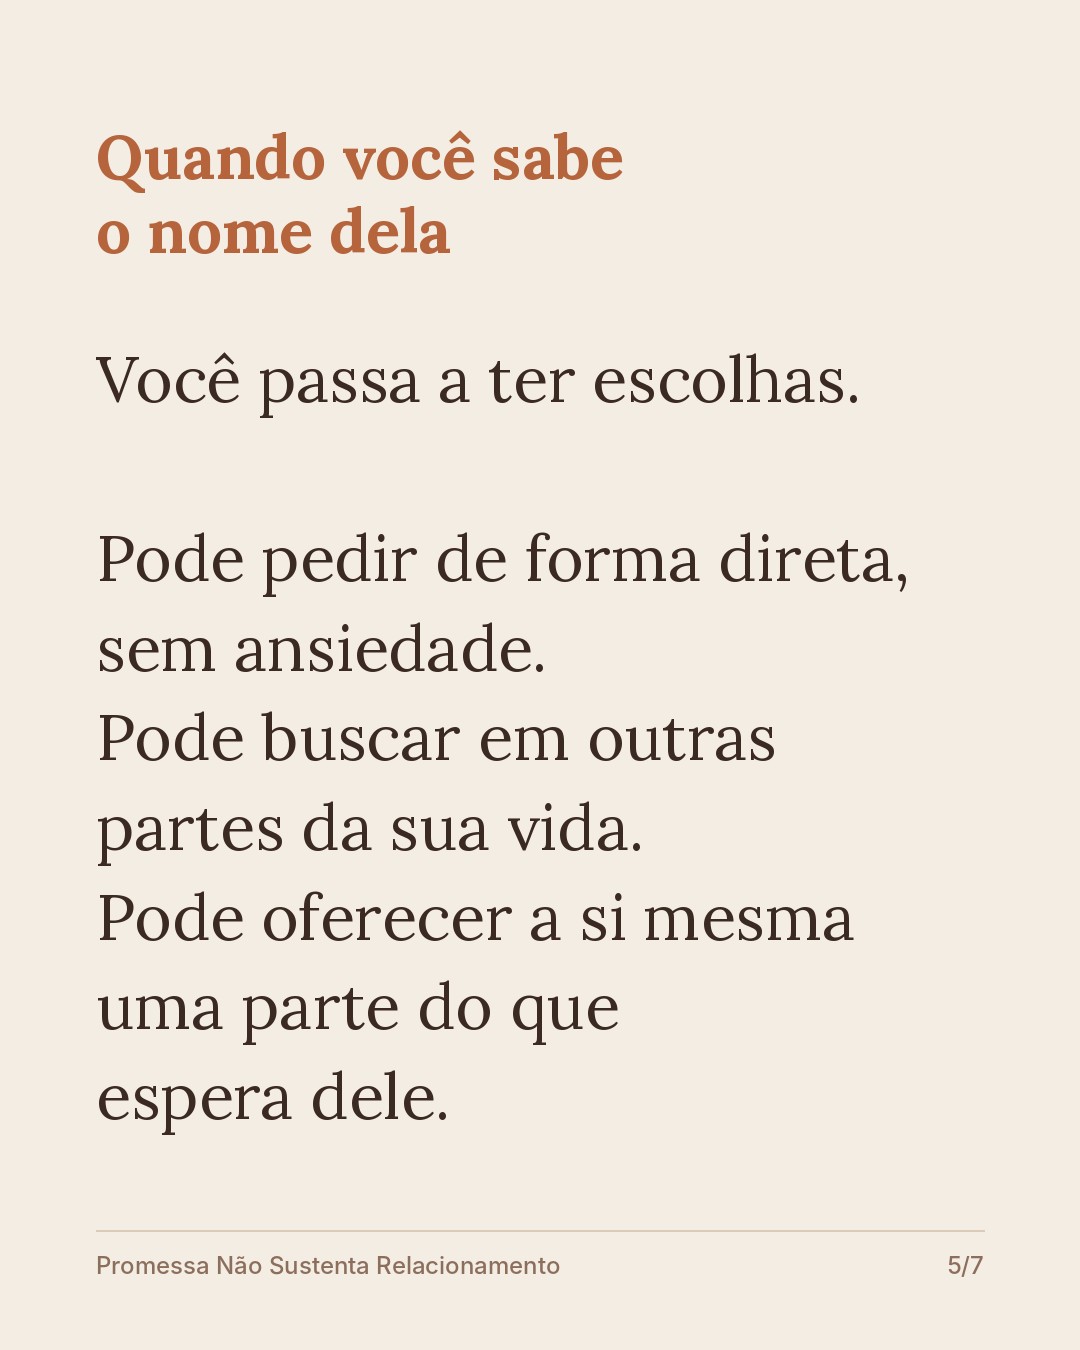 Quando você sabe
o nome dela
Você passa a ter escolhas.
Pode pedir de forma direta,
sem ansiedade.
Pode buscar em outras
partes da sua vida.
Pode oferecer a si mesma
uma parte do que
espera dele.
Promessa Não Sustenta Relacionamento
5/7